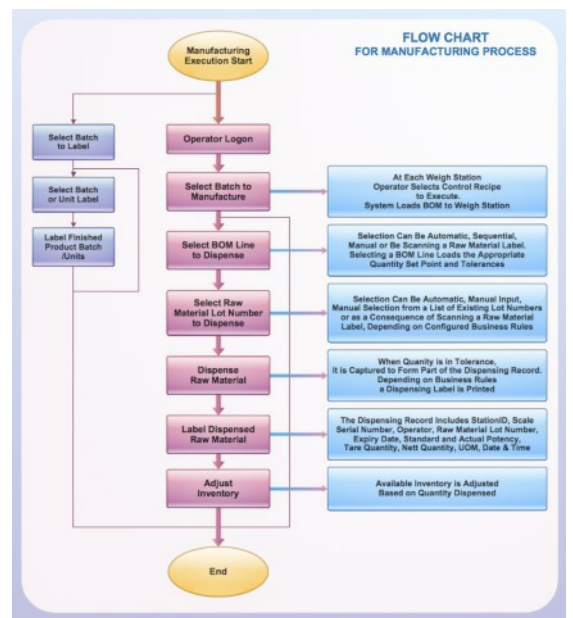 FLOW CHART
FOR MANUFACTURING PROCESS
Manufacturing
Execution Start
Select Batch
to Label
Select Batch
or Unit Label
Label Finished
Product Batch
/Units
Operator Logon
Select Batch to
Manufacture
At Each Weigh Station
Operator Selects Control Recipe
to Execute.
System Loads BOM to Weigh Station
Select BOM Line
to Dispense
Selection Can Be Automatic, Sequential,
Manual or Be Scanning a Raw Material Label.
Selecting a BOM Line Loads the Appropriate
Quantity Set Point and Tolerances
Select Raw
Material Lot Number
to Dispense
Selection Can Be Automatic, Manual Input,
Manual Selection from a List of Existing Lot Numbers
or as a Consequence of Scanning a Raw Material
Label, Depending on Configured Business Rules
Dispense
Raw Material
When Quanity is in Tolerance,
it is Captured to Form Part of the Dispensing Record.
Depending on Business Rules
a Dispensing Label is Printed
Label Dispensed
Raw Material
The Dispensing Record Includes StationID, Scale
Serial Number, Operator, Raw Material Lot Number,
Expiry Date, Standard and Actual Potency,
Tare Quantity, Nett Quantity, UOM, Date & Time
Adjust
Inventory
Available Inventory is Adjusted
Based on Quantity Dispensed
End